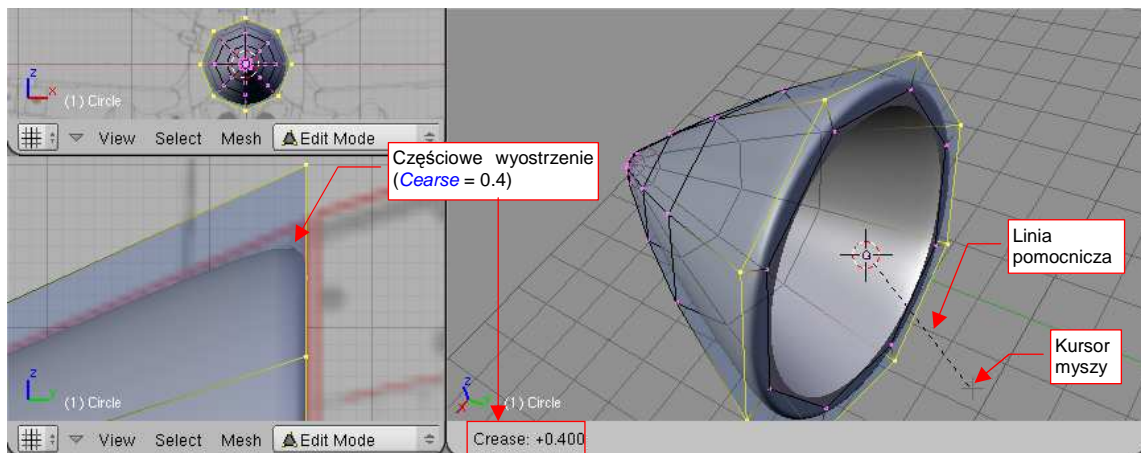 z
x
(1) Circle
View Select Mesh Edit Mode
Częściowe wyostrzenie
(Cearse = 0.4)
z
y
(1) Circle
View Select Mesh Edit Mode
Linia
pomocnicza
Kursor
myszy
z
x
y
(1) Circle
Crease: +0.400